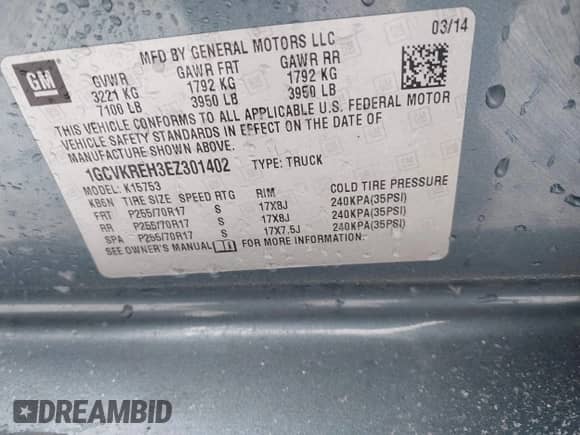 GM
MFD BY GENERAL MOTORS LLC
03/14
GVWR GAWR FRT GAWR RR
3221 KG 1792 KG 1792 KG
7100 LB 3950 LB 3950 LB
THIS VEHICLE CONFORMS TO ALL APPLICABLE U.S. FEDERAL MOTOR
VEHICLE SAFETY STANDARDS IN EFFECT ON THE DATE OF
MANUFACTURE SHOWN ABOVE.
1GCVKREH3EZ301402 TYPE: TRUCK
MODEL: K15753
KB6N TIRE SIZE SPEED RTG RIM COLD TIRE PRESSURE
FRT P255/70R17 S 17X8J 240KPA(35PSI)
RR P255/70R17 S 17X8J 240KPA(35PSI)
SPA P255/70R17 S 17X7.5J 240KPA(35PSI)
SEE OWNER'S MANUAL FOR MORE INFORMATION.
DREAMBID